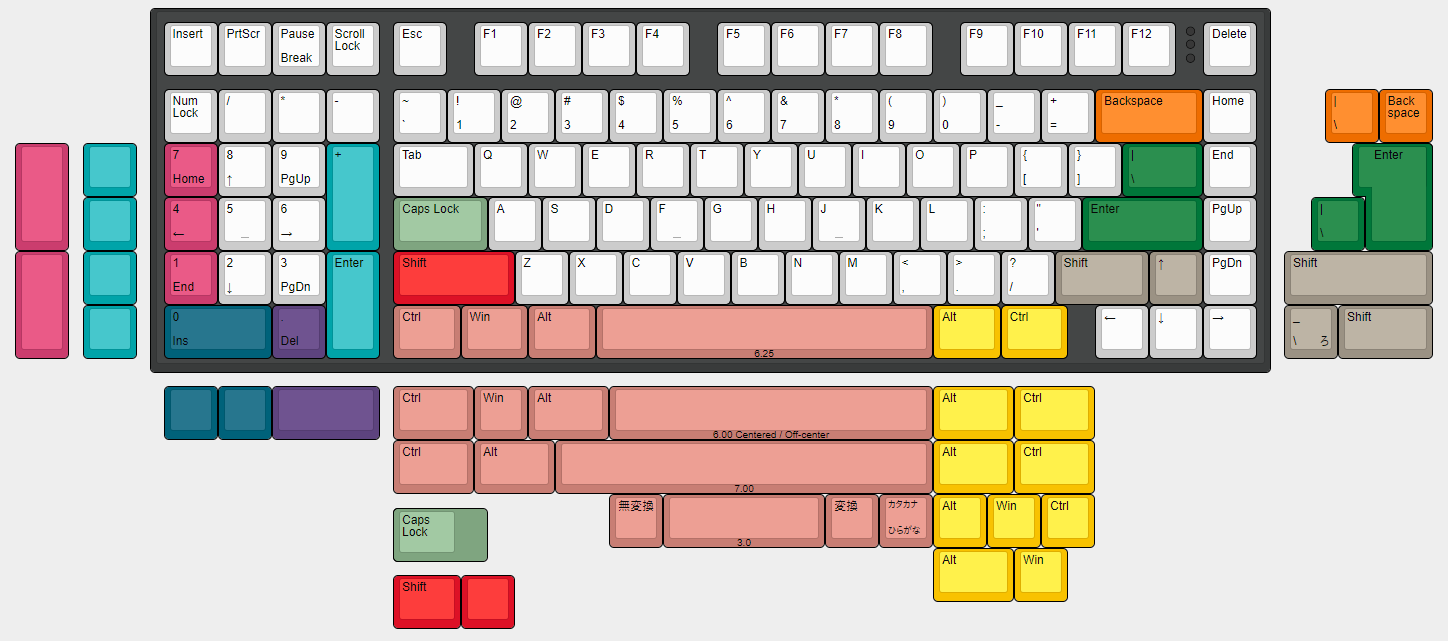 Insert PrtScr Pause Scroll Esc F1 F2 F3 F4 F5 F6 F7 F8 F9 F10 F11 F12 Delete
Break Lock
Num / * - ~ ! @ # $ % ^ & * ( ) _ + Backspace Home | Back
Lock ` 1 2 3 4 5 6 7 8 9 0 - = \ space
7 8 9 + Tab Q W E R T Y U I O P { } | End Enter
Home ↑ PgUp [ ] \
4 5 6 Caps Lock A S D F G H J K L : " Enter PgUp |
← _ → _ _ ; ' \
1 2 3 Enter Shift Z X C V B N M < > ? Shift ↑ PgDn Shift
End ↓ PgDn , . /
0 . Ctrl Win Alt Alt Ctrl ← ↓ → _ Shift
Ins Del 6.25 \ ろ
Ctrl Win Alt Alt Ctrl
6.00 Centered / Off-center
Ctrl Alt Alt Ctrl
7.00
無変換 変換 カタカナ Alt Win Ctrl
ひらがな
3.0
Caps
Lock
Alt Win
Shift